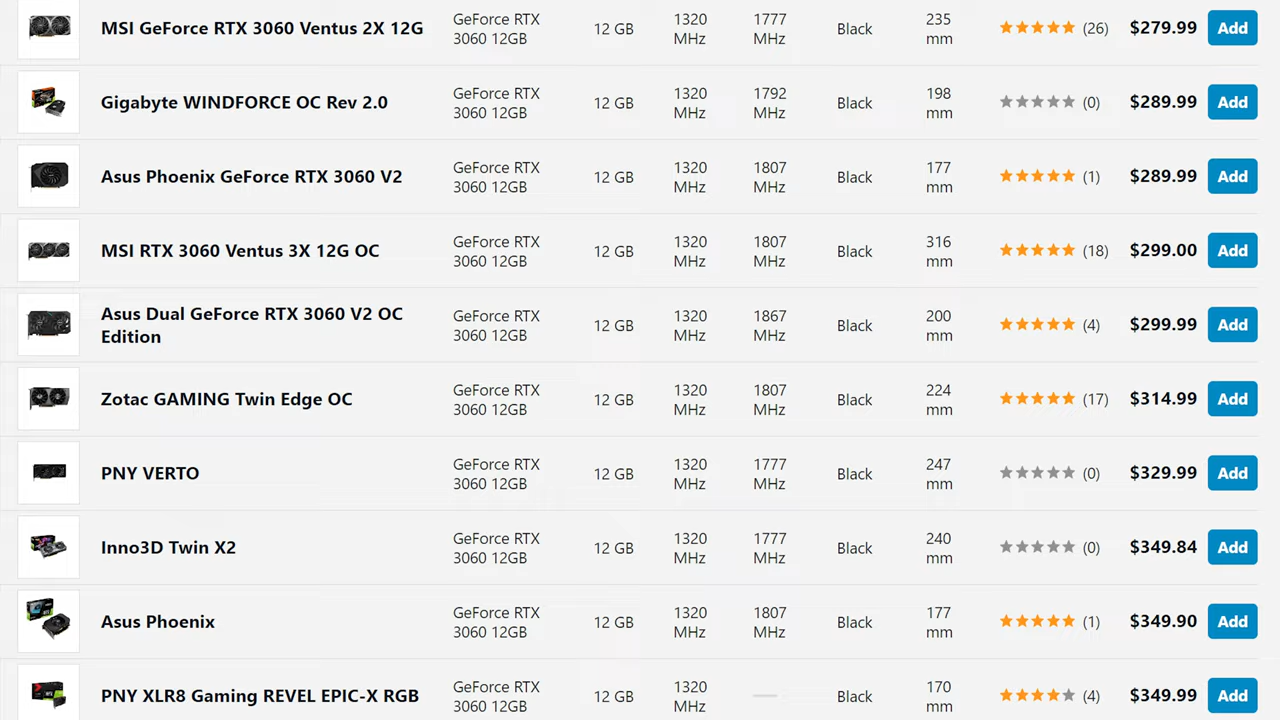 MSI GeForce RTX 3060 Ventus 2X 12G GeForce RTX 3060 12GB 12 GB 1320 MHz 1777 MHz Black 235 mm (26) $279.99 Add
Gigabyte WINDFORCE OC Rev 2.0 GeForce RTX 3060 12GB 12 GB 1320 MHz 1792 MHz Black 198 mm (0) $289.99 Add
Asus Phoenix GeForce RTX 3060 V2 GeForce RTX 3060 12GB 12 GB 1320 MHz 1807 MHz Black 177 mm (1) $289.99 Add
MSI RTX 3060 Ventus 3X 12G OC GeForce RTX 3060 12GB 12 GB 1320 MHz 1807 MHz Black 316 mm (18) $299.00 Add
Asus Dual GeForce RTX 3060 V2 OC Edition GeForce RTX 3060 12GB 12 GB 1320 MHz 1867 MHz Black 200 mm (4) $299.99 Add
Zotac GAMING Twin Edge OC GeForce RTX 3060 12GB 12 GB 1320 MHz 1807 MHz Black 224 mm (17) $314.99 Add
PNY VERTO GeForce RTX 3060 12GB 12 GB 1320 MHz 1777 MHz Black 247 mm (0) $329.99 Add
Inno3D Twin X2 GeForce RTX 3060 12GB 12 GB 1320 MHz 1777 MHz Black 240 mm (0) $349.84 Add
Asus Phoenix GeForce RTX 3060 12GB 12 GB 1320 MHz 1807 MHz Black 177 mm (1) $349.90 Add
PNY XLR8 Gaming REVEL EPIC-X RGB GeForce RTX 3060 12GB 12 GB 1320 MHz Black 170 mm (4) $349.99 Add